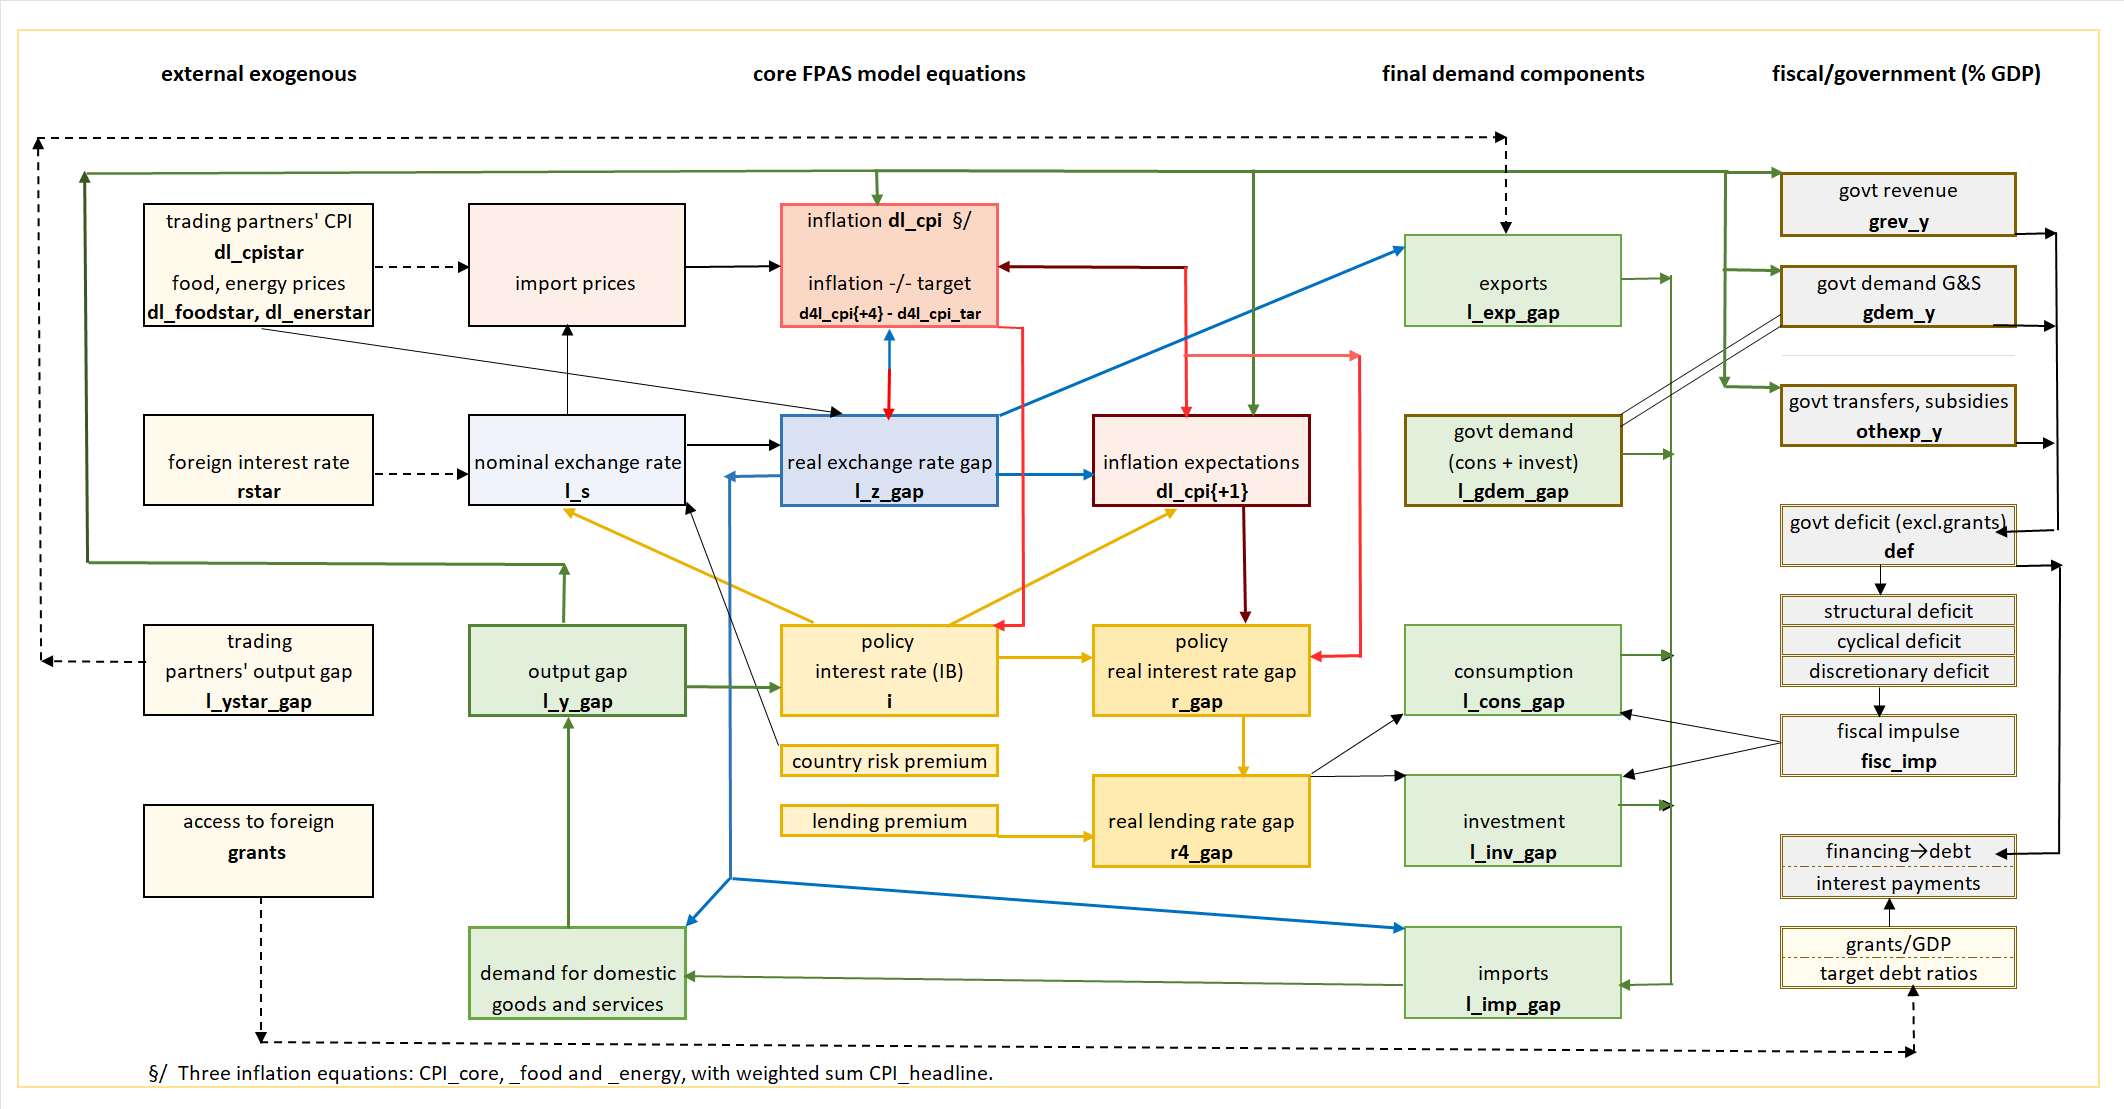 external exogenous
core FPAS model equations
final demand components
fiscal/government (% GDP)
trading partners' CPI
dl_cpistar
food, energy prices
dl_foodstar, dl_enerstar
import prices
inflation dl_cpi §/
inflation -/- target
d4l_cpi{+4} - d4l_cpi_tar
exports
l_exp_gap
govt revenue
grev_y
govt demand G&S
gdem_y
govt transfers, subsidies
othexp_y
foreign interest rate
rstar
nominal exchange rate
l_s
real exchange rate gap
l_z_gap
inflation expectations
dl_cpi{+1}
govt demand
(cons + invest)
l_gdem_gap
govt deficit (excl.grants)
def
structural deficit
cyclical deficit
discretionary deficit
fiscal impulse
fisc_imp
trading
partners' output gap
l_ystar_gap
output gap
l_y_gap
policy
interest rate (IB)
i
policy
real interest rate gap
r_gap
consumption
l_cons_gap
country risk premium
lending premium
real lending rate gap
r4_gap
investment
l_inv_gap
financing→debt
interest payments
access to foreign
grants
demand for domestic
goods and services
imports
l_imp_gap
grants/GDP
target debt ratios
§/ Three inflation equations: CPI_core, _food and _energy, with weighted sum CPI_headline.